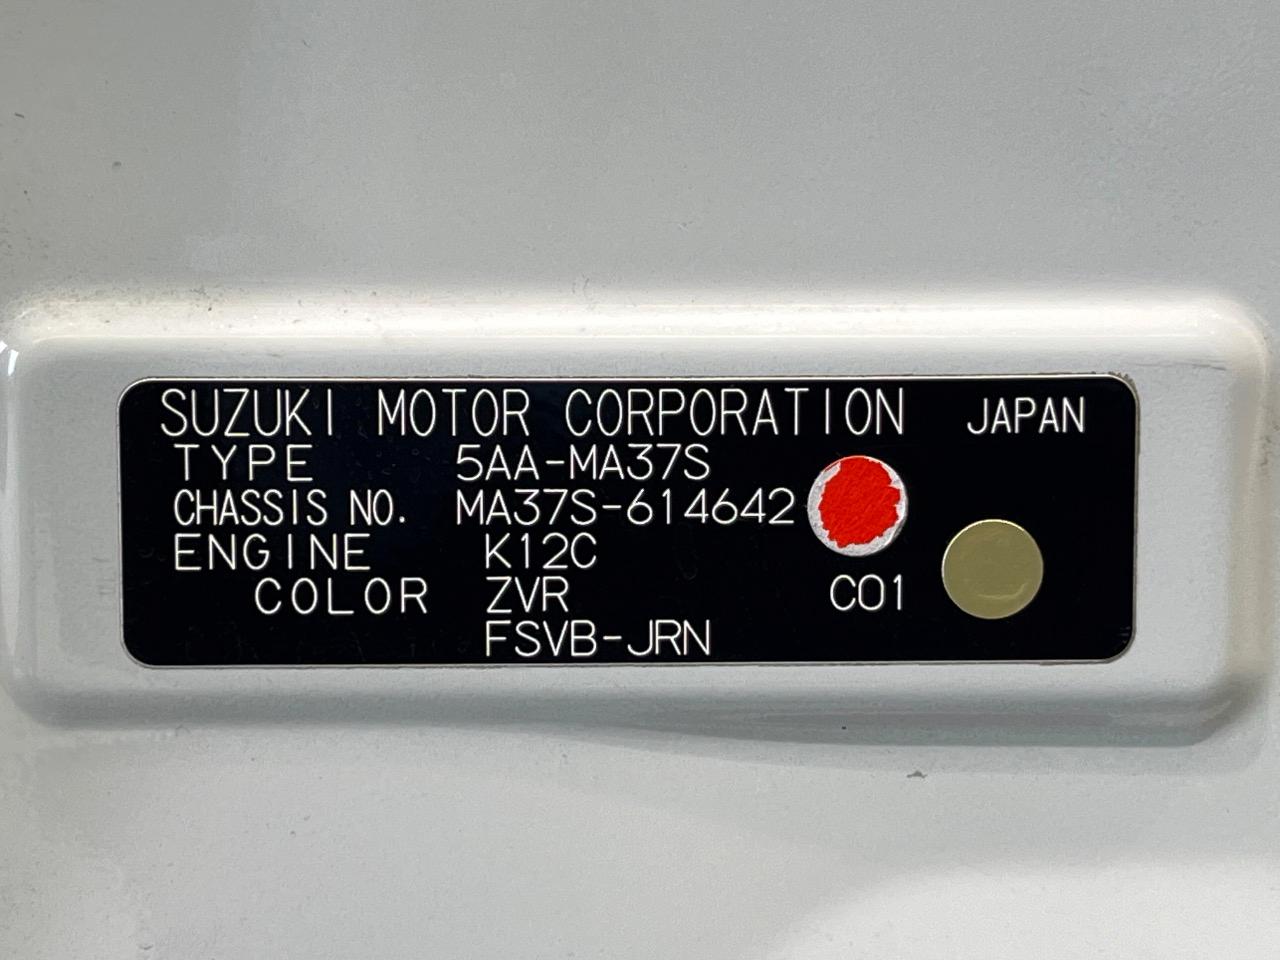 SUZUKI MOTOR CORPORATION JAPAN
TYPE 5AA-MA37S
CHASSIS NO. MA37S-614642
ENGINE K12C
COLOR ZVR C01
FSVB-JRN